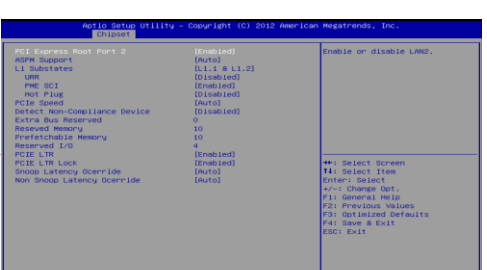 Aptio Setup Utility - Copyright (C) 2012 American Megatrends, Inc.
Chipset
PCI Express Root Port 2 [Enabled]
ASPM Support [Auto]
L1 Substates [L1.1 & L1.2]
URR [Disabled]
PME SCI [Enabled]
Hot Plug [Disabled]
PCIe Speed [Auto]
Detect Non-Compliance Device [Disabled]
Extra Bus Reserved 0
Reseved Memory 10
Prefetchable Memory 10
Reserved I/O 4
PCIE LTR [Enabled]
PCIE LTR Lock [Enabled]
Snoop Latency Ocerride [Auto]
Non Snoop Latency Ocerride [Auto]
Enable or disable LAN2.
→←: Select Screen
↑↓: Select Item
Enter: Select
+/-: Change Opt.
F1: General Help
F2: Previous Values
F3: Optimized Defaults
F4: Save & Exit
ESC: Exit